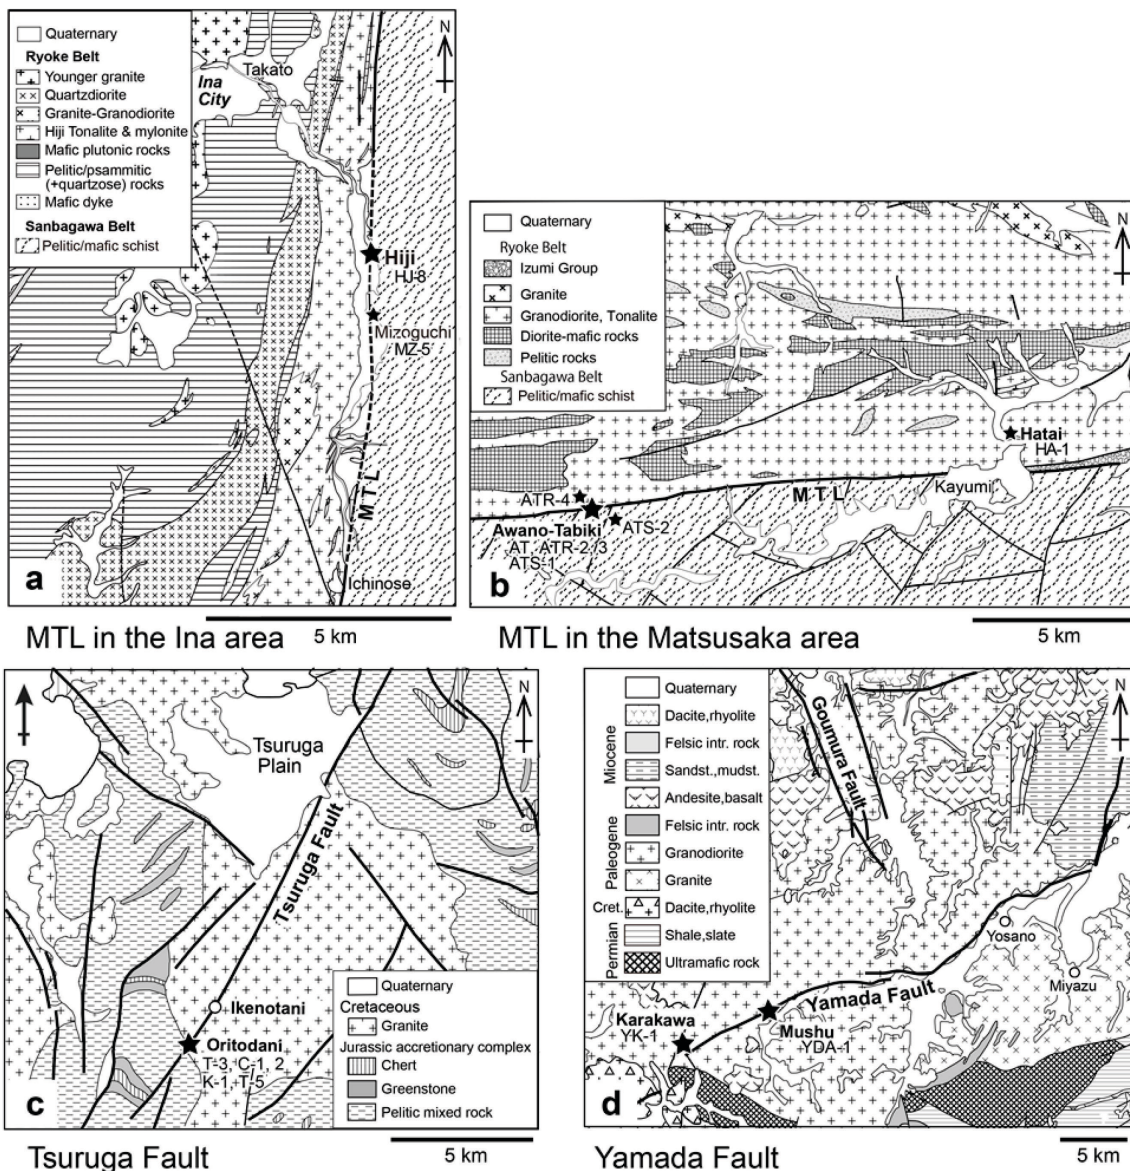 Quaternary
Ryoke Belt
Younger granite
Quartzdiorite
Granite-Granodiorite
Hiji Tonalite & mylonite
Mafic plutonic rocks
Pelitic/psammitic
(+quartzose) rocks
Mafic dyke
Sanbagawa Belt
Pelitic/mafic schist
N
Takato
Ina
City
Hiji
HJ-8
Mizoguchi
MZ-5
MTL
Ichinose
a
MTL in the Ina area
5 km
Quaternary
Ryoke Belt
Izumi Group
Granite
Granodiorite, Tonalite
Diorite-mafic rocks
Pelitic rocks
Sanbagawa Belt
Pelitic/mafic schist
N
Hatai
HA-1
Kayumi
MTL
ATR-4
ATS-2
Awano-Tabiki
AT, ATR-2/3
ATS-1
b
MTL in the Matsusaka area
5 km
N
Tsuruga
Plain
Tsuruga Fault
Ikenotani
Oritodani
T-3, C-1, 2
K-1, T-5
Quaternary
Cretaceous
Granite
Jurassic accretionary complex
Chert
Greenstone
Pelitic mixed rock
c
Tsuruga Fault
5 km
Quaternary
Miocene
Dacite,rhyolite
Felsic intr. rock
Sandst.,mudst.
Andesite,basalt
Paleogene
Felsic intr. rock
Granodiorite
Granite
Cret.
Dacite,rhyolite
Permian
Shale,slate
Ultramafic rock
N
Goumura Fault
Yosano
Miyazu
Yamada Fault
Karakawa
YK-1
Mushu
YDA-1
d
Yamada Fault
5 km